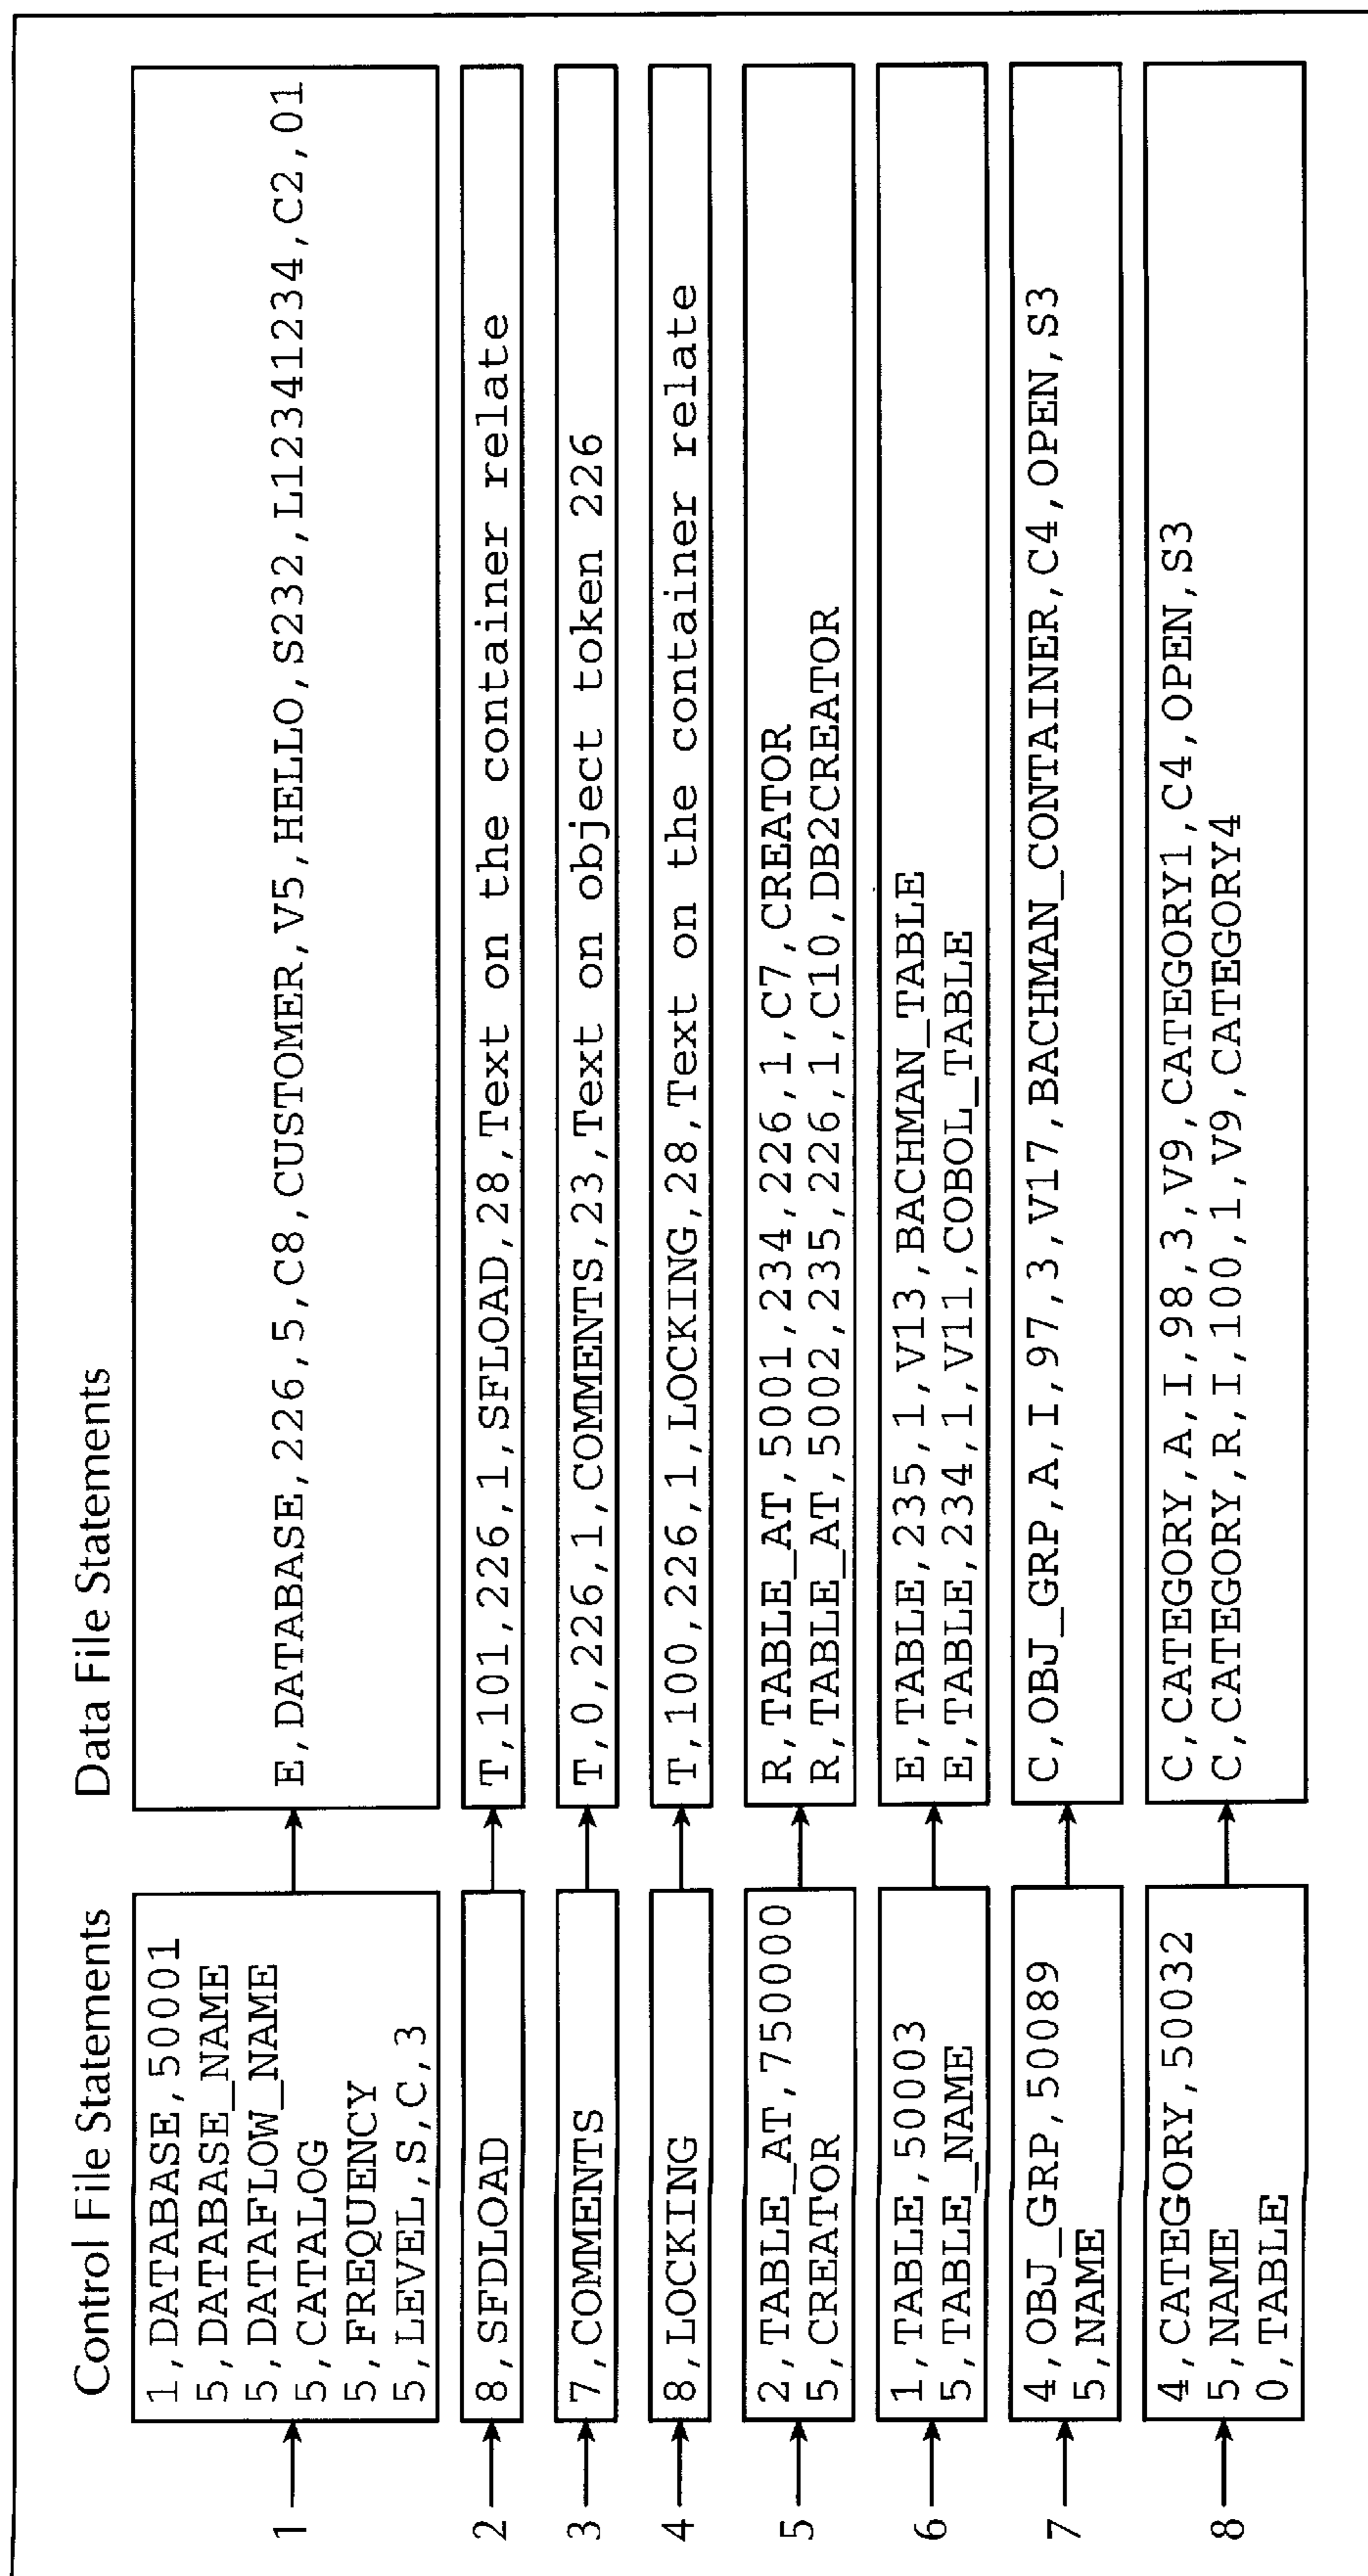 Control File Statements
Data File Statements
1
1,DATABASE,50001
5,DATABASE_NAME
5,DATAFLOW_NAME
5,CATALOG
5,FREQUENCY
5,LEVEL,S,C,3
E,DATABASE,226,5,C8,CUSTOMER,V5,HELLO,S232,L12341234,C2,01
2
8,SFDLOAD
T,101,226,1,SFLOAD,28,Text on the container relate
3
7,COMMENTS
T,0,226,1,COMMENTS,23,Text on object token 226
4
8,LOCKING
T,100,226,1,LOCKING,28,Text on the container relate
5
2,TABLE_AT,750000
5,CREATOR
R,TABLE_AT,5001,234,226,1,C7,CREATOR
R,TABLE_AT,5002,235,226,1,C10,DB2CREATOR
6
1,TABLE,50003
5,TABLE_NAME
E,TABLE,235,1,V13,BACHMAN_TABLE
E,TABLE,234,1,V11,COBOL_TABLE
7
4,OBJ_GRP,50089
5,NAME
C,OBJ_GRP,A,I,97,3,V17,BACHMAN_CONTAINER,C4,OPEN,S3
8
4,CATEGORY,50032
5,NAME
0,TABLE
C,CATEGORY,A,I,98,3,V9,CATEGORY1,C4,OPEN,S3
C,CATEGORY,R,I,100,1,V9,CATEGORY4